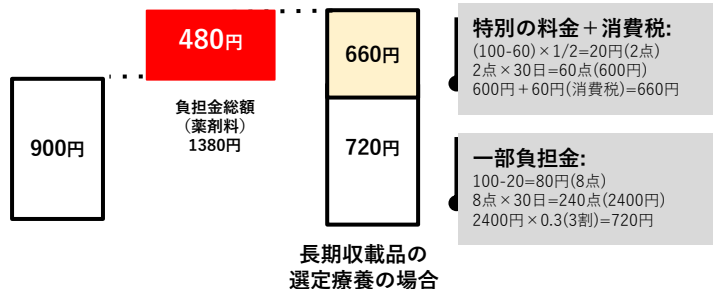 900円
480円
負担金総額
（薬剤料）
1380円
660円
720円
長期収載品の
選定療養の場合
特別の料金＋消費税:
(100-60)×1/2=20円(2点)
2点×30日=60点(600円)
600円＋60円(消費税)=660円
一部負担金:
100-20=80円(8点)
8点×30日=240点(2400円)
2400円×0.3(3割)=720円